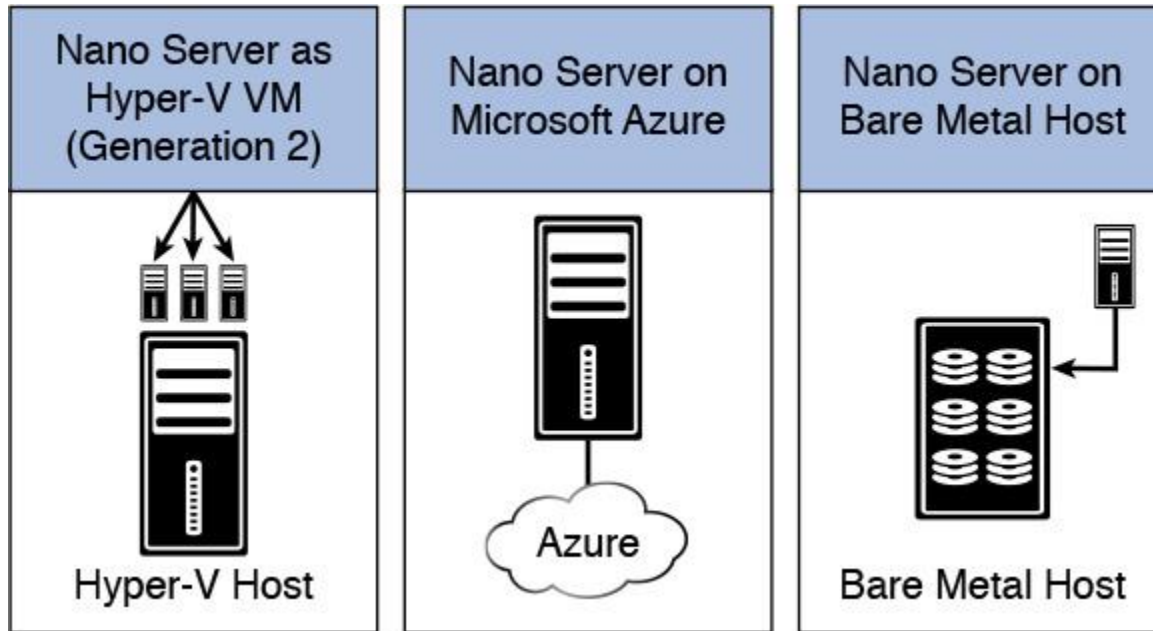 Nano Server as
Hyper-V VM
(Generation 2)
Hyper-V Host
Nano Server on
Microsoft Azure
Azure
Nano Server on
Bare Metal Host
Bare Metal Host